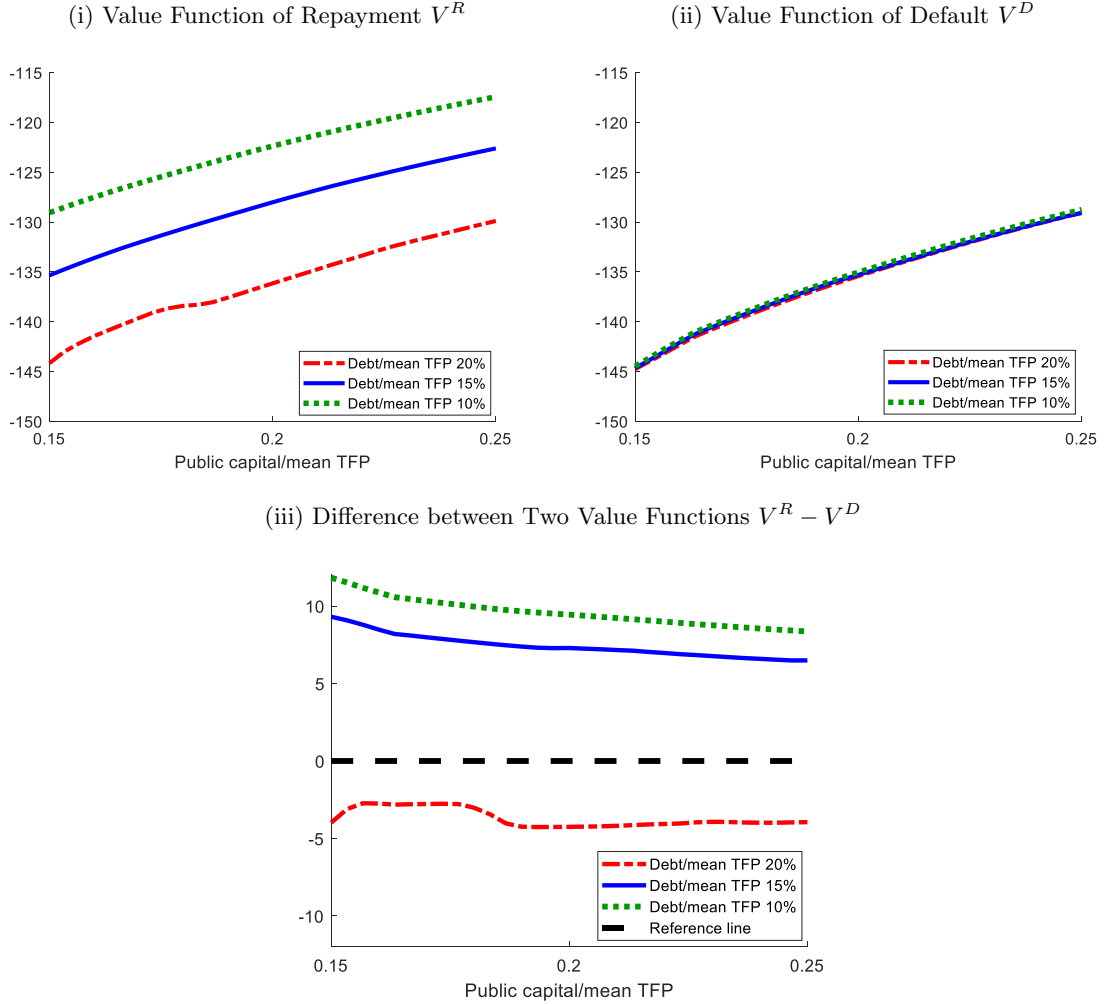 (i) Value Function of Repayment V^R
-115
-120
-125
-130
-135
-140
-145
-150
0.15
0.2
0.25
Public capital/mean TFP
Debt/mean TFP 20%
Debt/mean TFP 15%
Debt/mean TFP 10%
(ii) Value Function of Default V^D
-115
-120
-125
-130
-135
-140
-145
-150
0.15
0.2
0.25
Public capital/mean TFP
Debt/mean TFP 20%
Debt/mean TFP 15%
Debt/mean TFP 10%
(iii) Difference between Two Value Functions V^R − V^D
10
5
0
-5
-10
0.15
0.2
0.25
Public capital/mean TFP
Debt/mean TFP 20%
Debt/mean TFP 15%
Debt/mean TFP 10%
Reference line